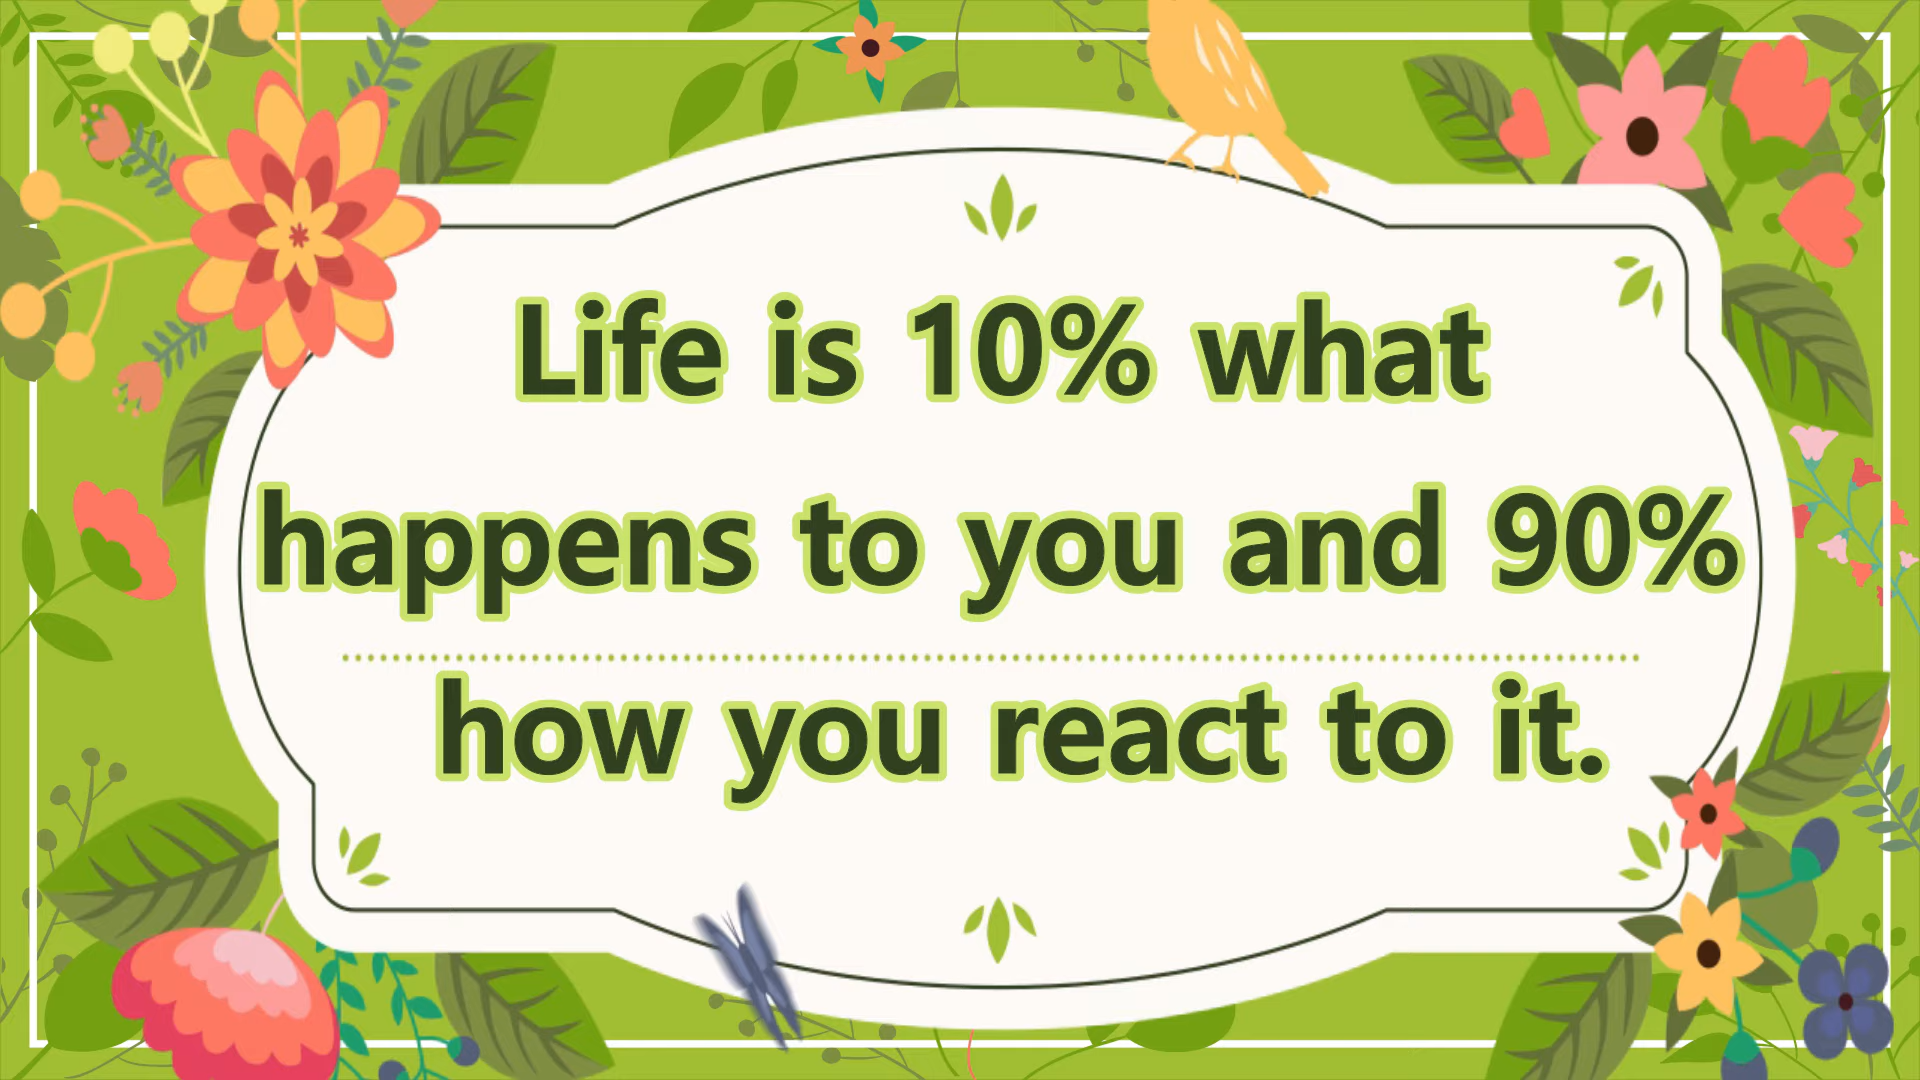 Life is 10% what
happens to you and 90%
how you react to it.